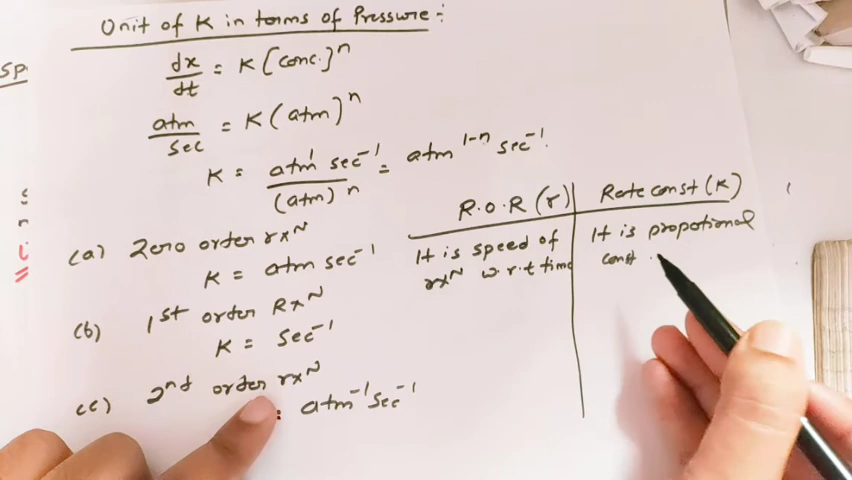 Unit of K in terms of Pressure:
dx/dt = K [conc.]^n
atm/sec = K (atm)^n
K = atm^1 sec^-1/(atm)^n = atm^1-n sec^-1.
(a) Zero order rx^N
K = atm sec^-1
(b) 1st order Rx^N
K = sec^-1
(c) 2nd order rx^N
= atm^-1 sec^-1
R.O.R (r)
It is speed of
rx^N w.r.t time
Rate const (K)
It is propotional
const.